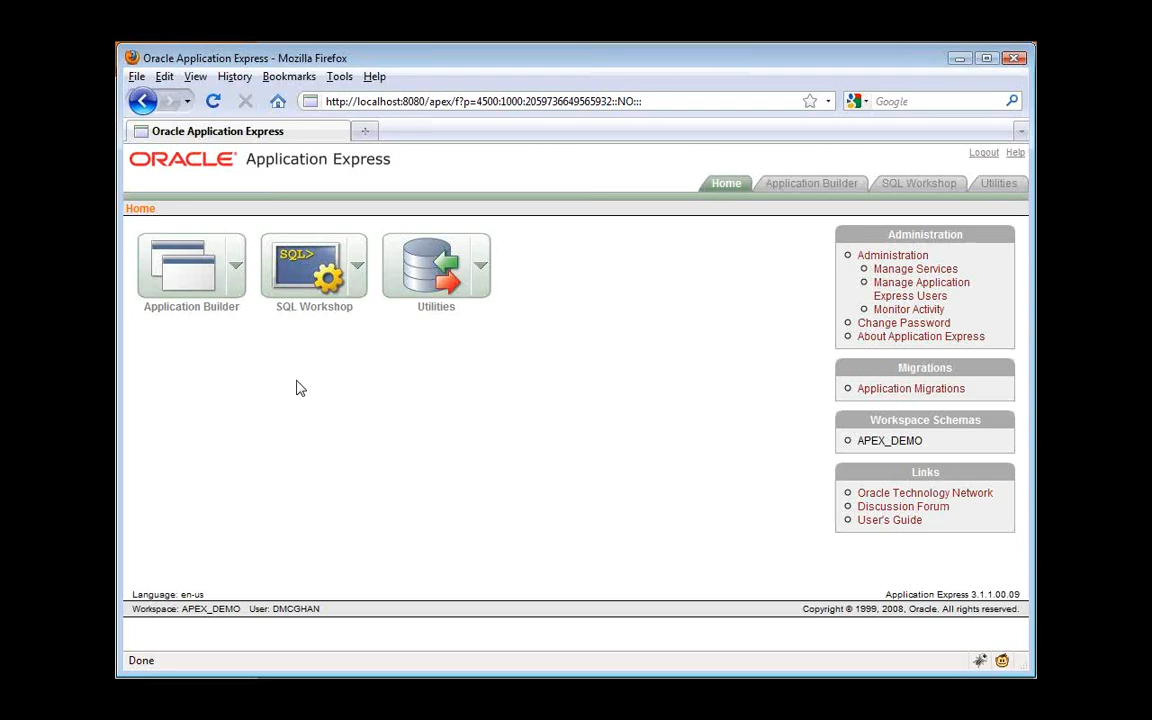 Oracle Application Express - Mozilla Firefox
File Edit View History Bookmarks Tools Help
http://localhost:8080/apex/f?p=4500:1000:2059736649565932::NO:::
Google
Oracle Application Express
ORACLE Application Express
Logout Help
Home Application Builder SQL Workshop Utilities
Home
SQL>
Application Builder SQL Workshop Utilities
Administration
Administration
Manage Services
Manage Application
Express Users
Monitor Activity
Change Password
About Application Express
Migrations
Application Migrations
Workspace Schemas
APEX_DEMO
Links
Oracle Technology Network
Discussion Forum
User's Guide
Language: en-us
Application Express 3.1.1.00.09
Workspace: APEX_DEMO User: DMCGHAN
Copyright © 1999, 2008, Oracle. All rights reserved.
Done